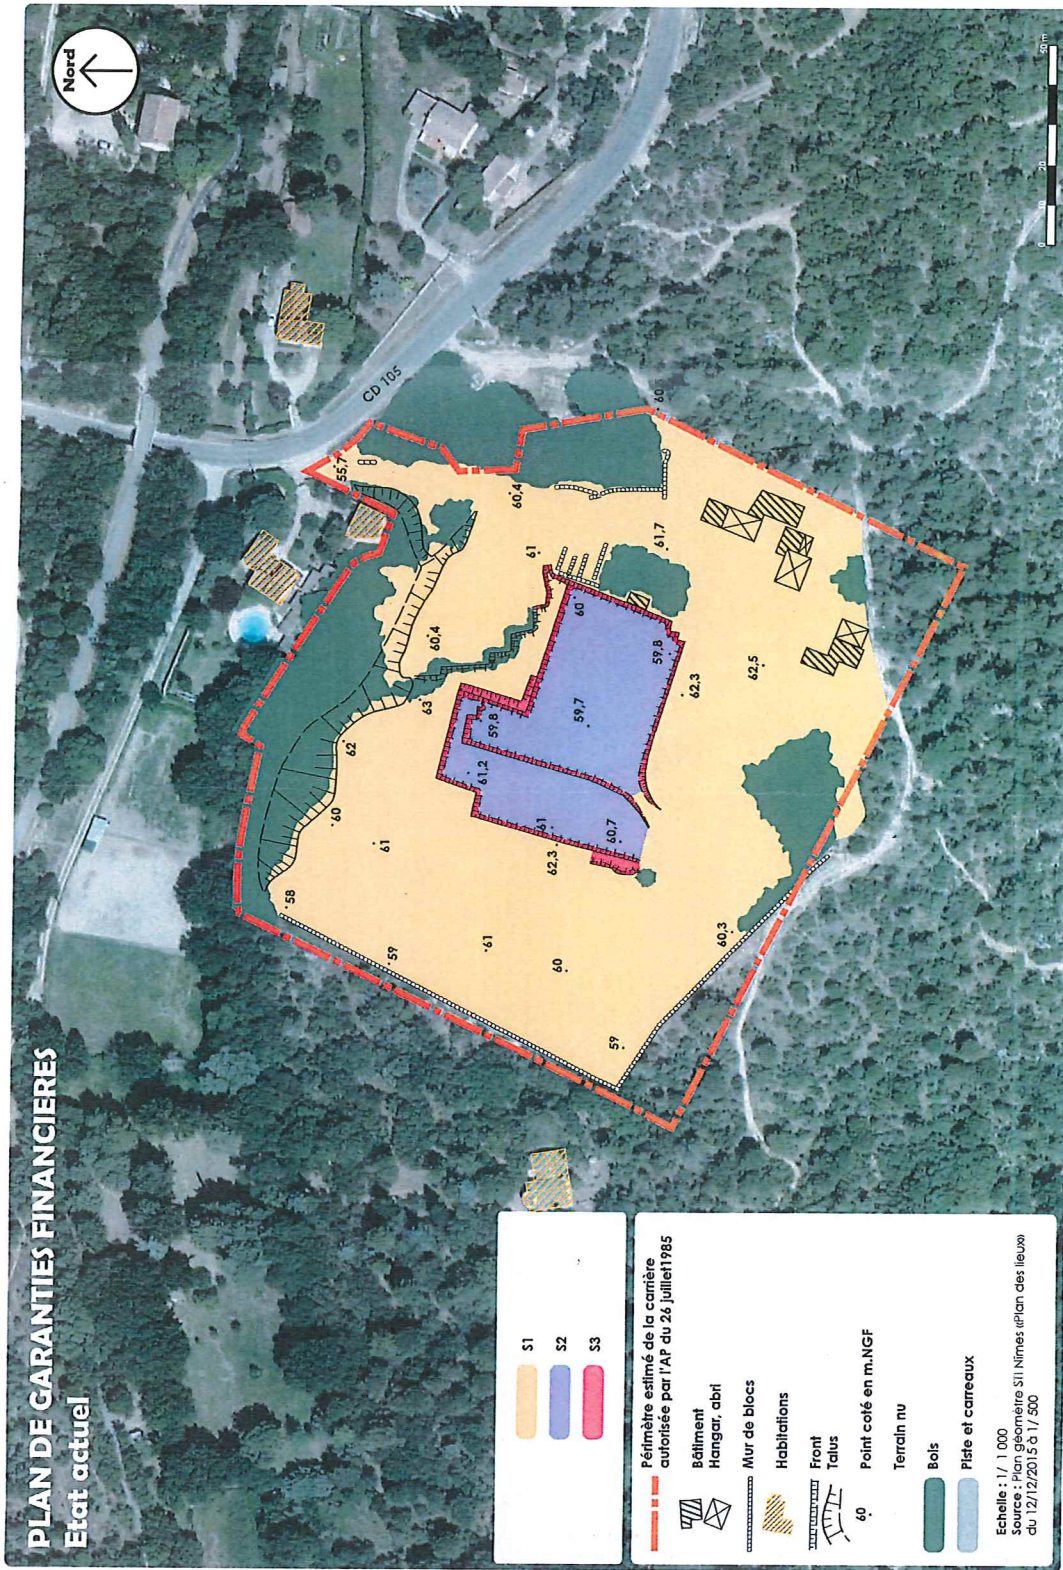 PLAN DE GARANTIES FINANCIERES
Etat actuel
Nord
CD 105
55,7
60,4
61
61,7
60
60
60,4
63
62
60
58
61
59
61
60
59
60,3
62,3
61
60,7
61,2
59,8
59,7
59,8
62,3
62,5
S1
S2
S3
Périmètre estimé de la carrière
autorisée par l'AP du 26 juillet1985
Bâtiment
Hangar, abri
Mur de blocs
Habitations
Front
Talus
60
Point coté en m.NGF
Terrain nu
Bois
Piste et carreaux
Echelle : 1/ 1 000
Source : Plan géomètre STI Nîmes «Plan des lieux»
du 12/12/2015 à 1/ 500
0 10 20 50 m